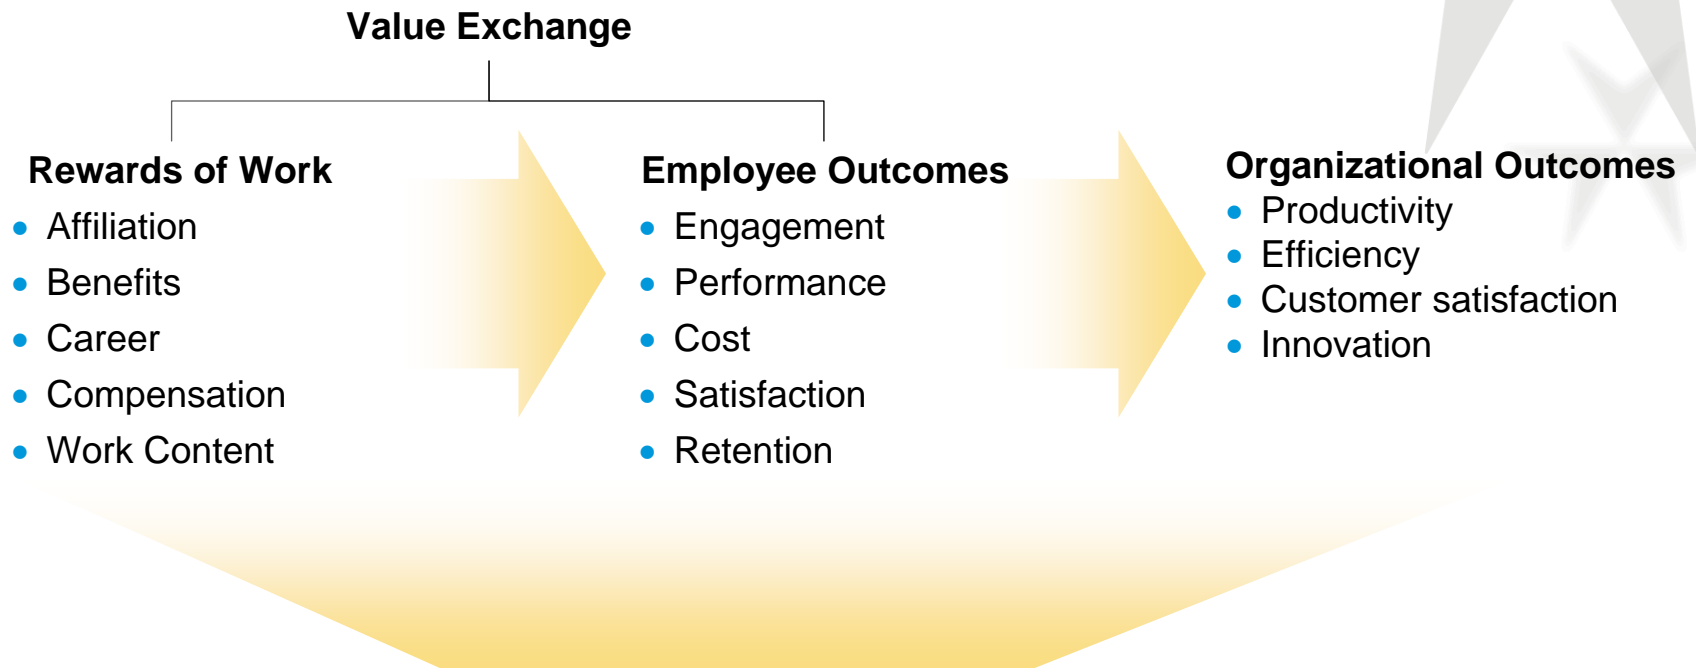 Value Exchange
Rewards of Work
• Affiliation
• Benefits
• Career
• Compensation
• Work Content
Employee Outcomes
• Engagement
• Performance
• Cost
• Satisfaction
• Retention
Organizational Outcomes
• Productivity
• Efficiency
• Customer satisfaction
• Innovation